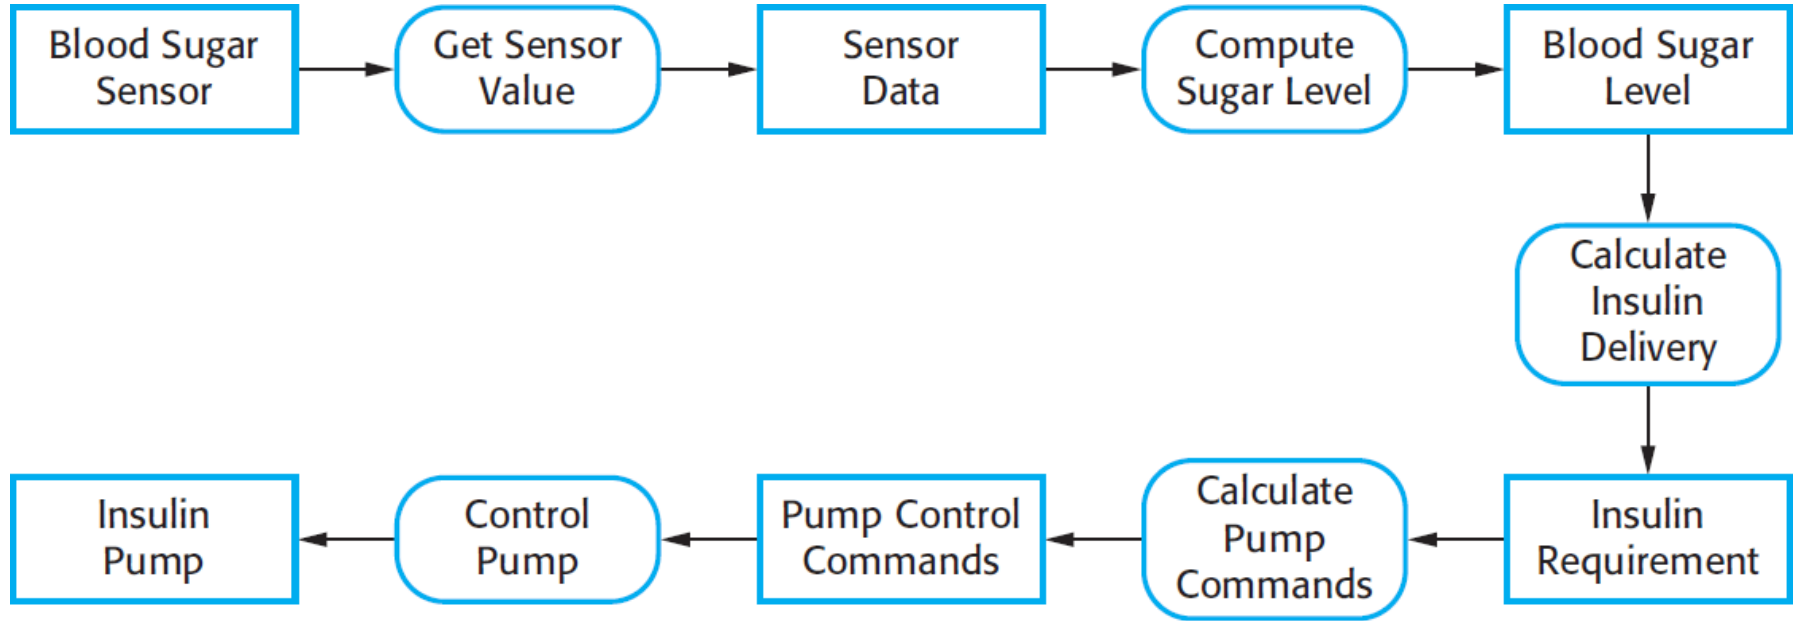 Blood Sugar
Sensor
Get Sensor
Value
Sensor
Data
Compute
Sugar Level
Blood Sugar
Level
Calculate
Insulin
Delivery
Insulin
Requirement
Calculate
Pump
Commands
Pump Control
Commands
Control
Pump
Insulin
Pump